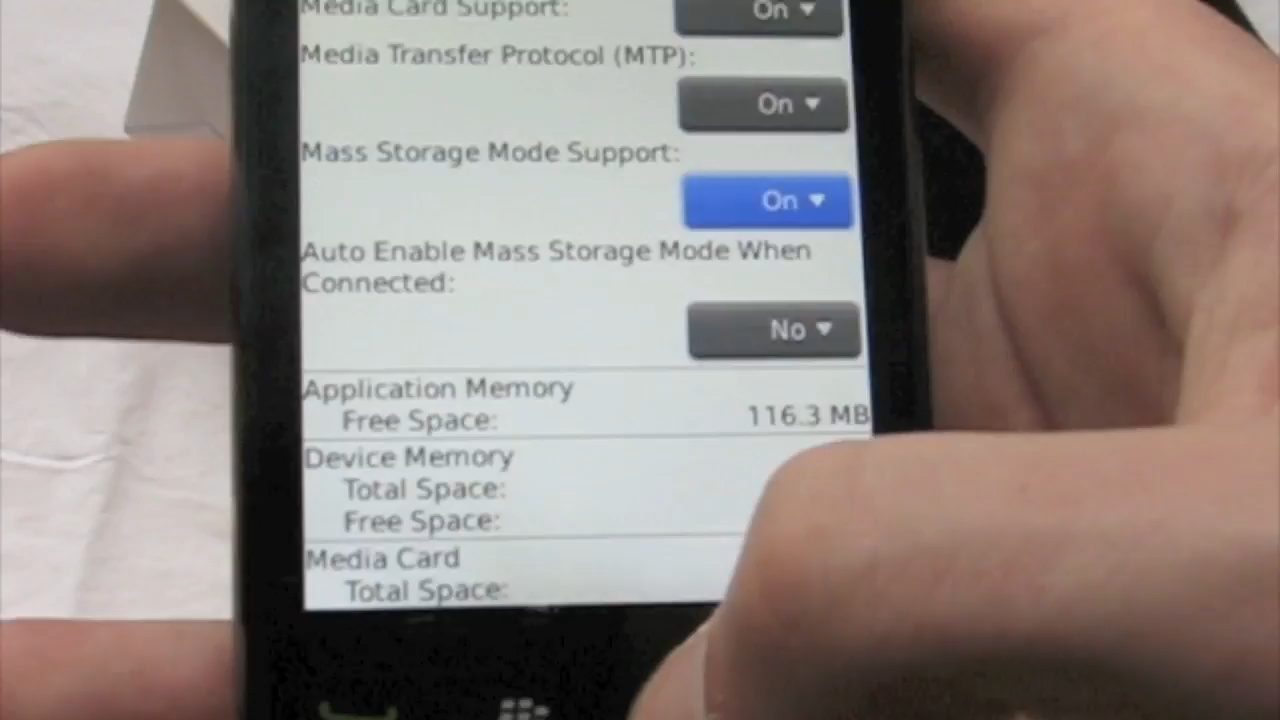 Media Card Support:
On
Media Transfer Protocol (MTP):
On
Mass Storage Mode Support:
On
Auto Enable Mass Storage Mode When
Connected:
No
Application Memory
Free Space: 116.3 MB
Device Memory
Total Space:
Free Space:
Media Card
Total Space: